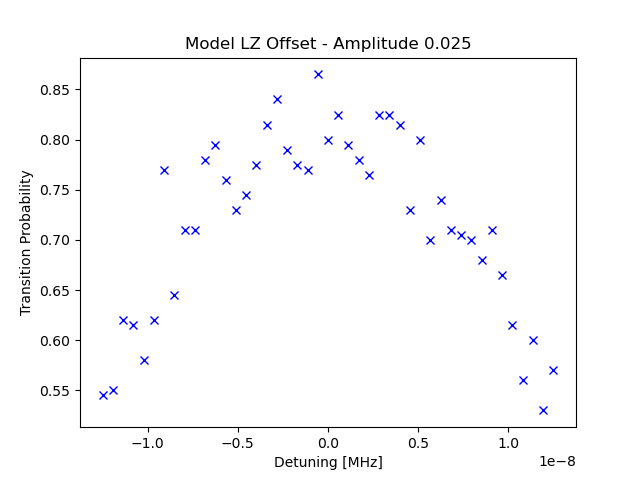 Model LZ Offset - Amplitude 0.025
Transition Probability
0.85
0.80
0.75
0.70
0.65
0.60
0.55
−1.0 −0.5 0.0 0.5 1.0
1e−8
Detuning [MHz]